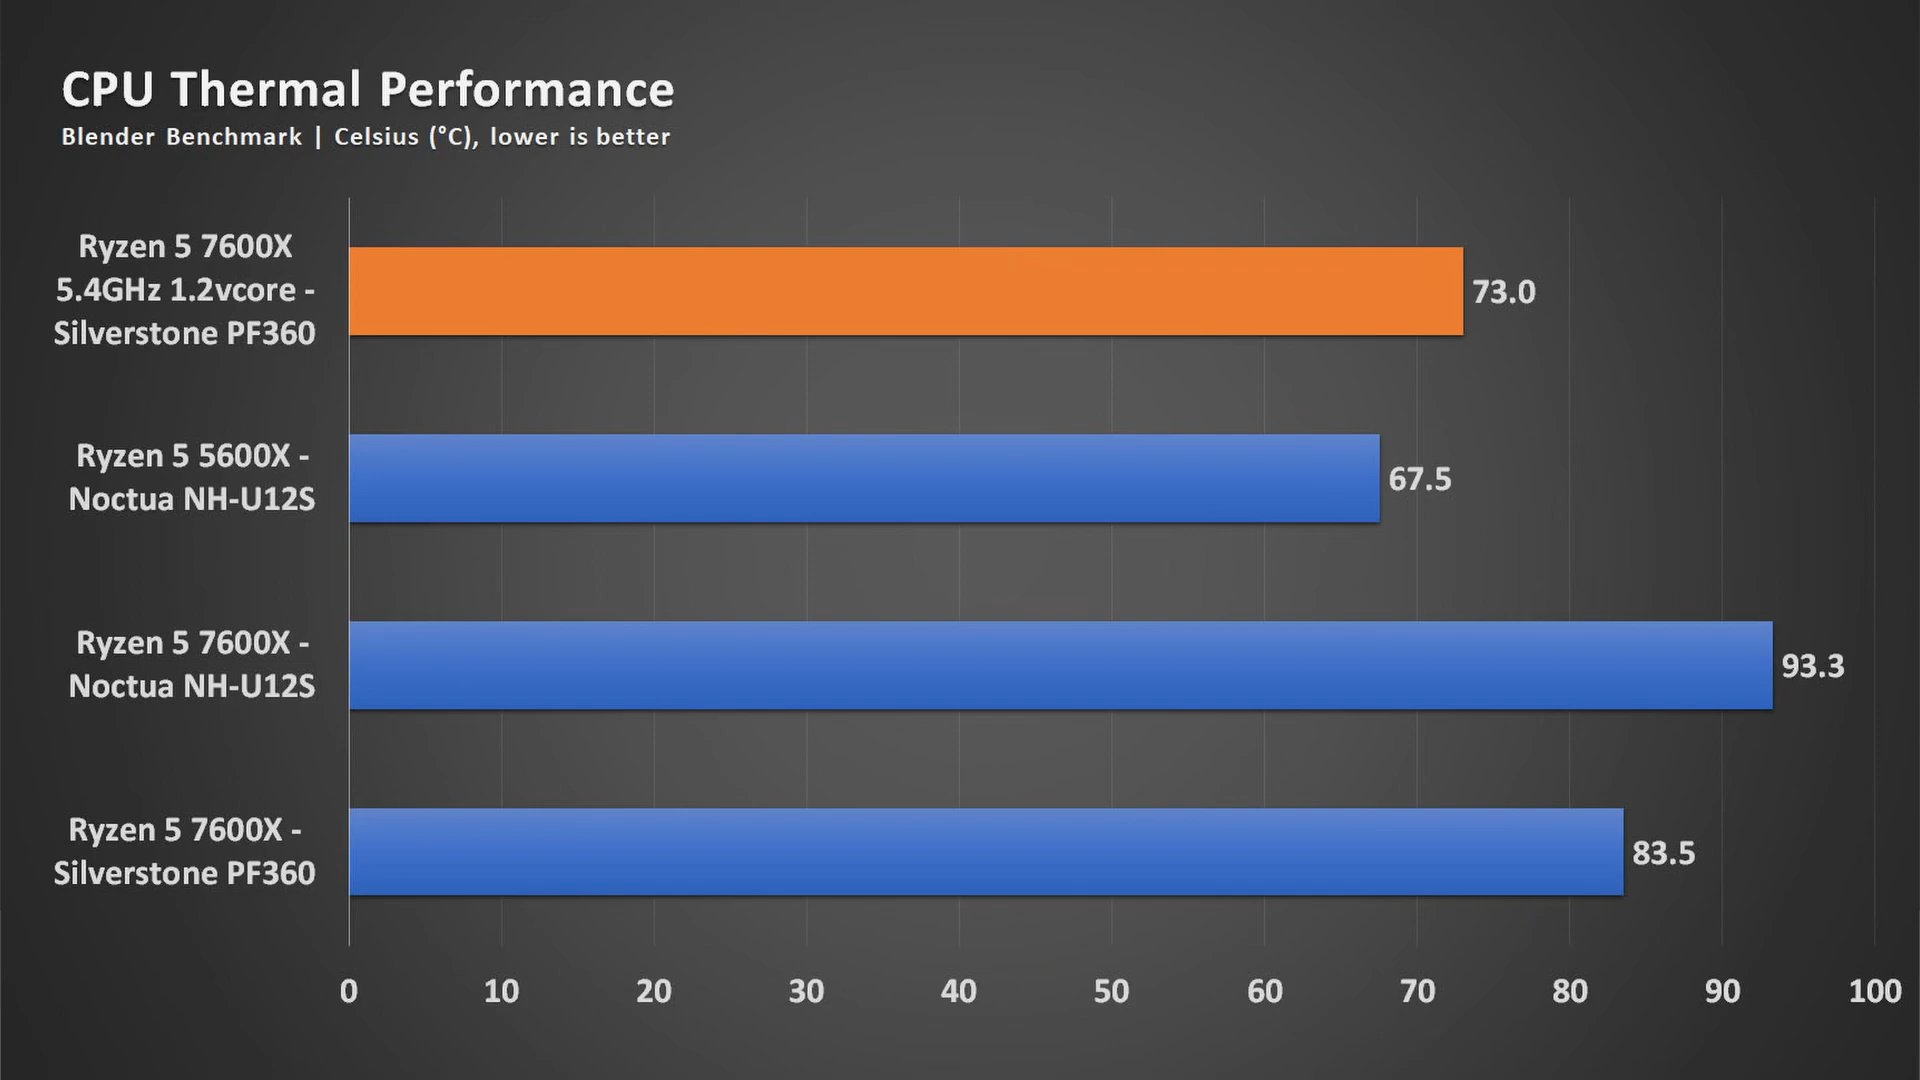 CPU Thermal Performance
Blender Benchmark | Celsius (°C), lower is better
Ryzen 5 7600X
5.4GHz 1.2vcore -
Silverstone PF360
73.0
Ryzen 5 5600X -
Noctua NH-U12S
67.5
Ryzen 5 7600X -
Noctua NH-U12S
93.3
Ryzen 5 7600X -
Silverstone PF360
83.5
0 10 20 30 40 50 60 70 80 90 100